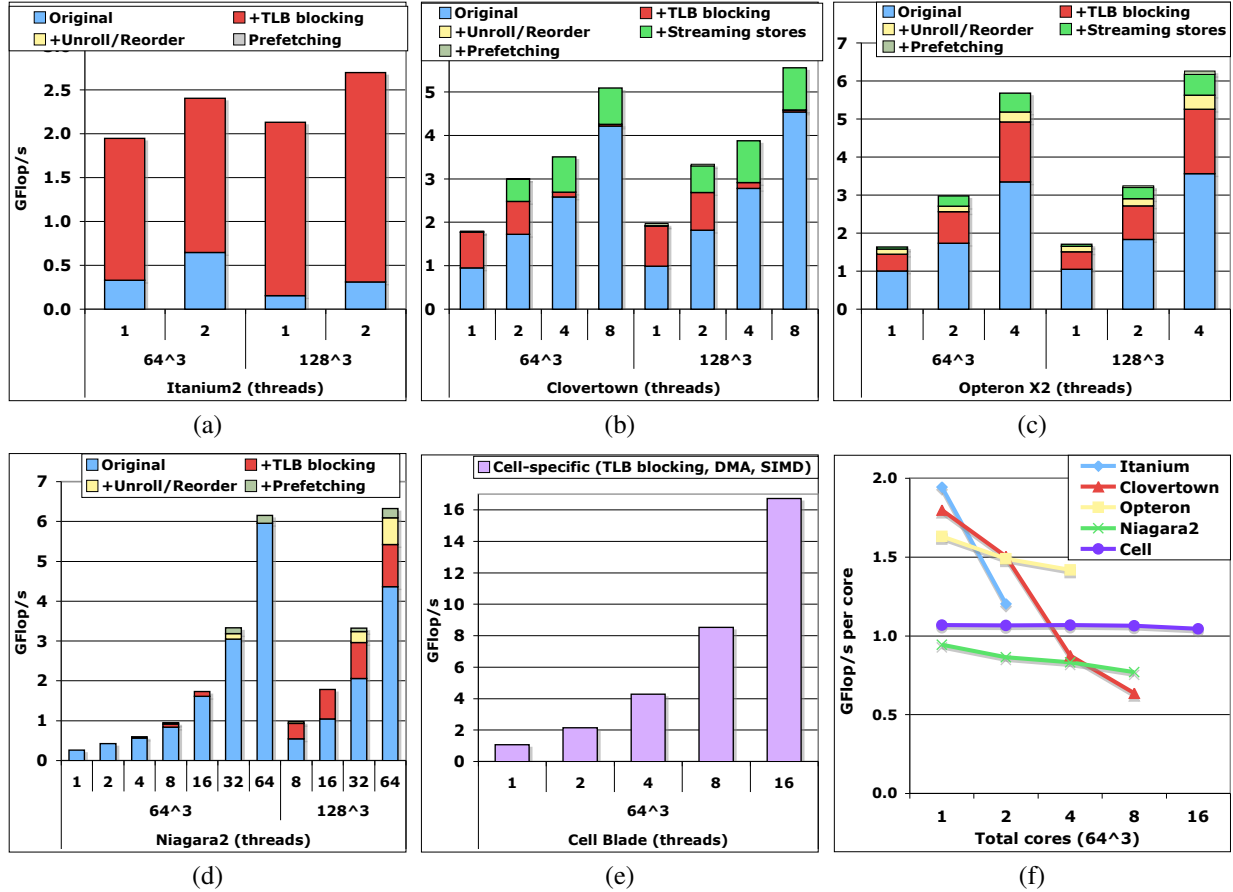 Original +TLB blocking
+Unroll/Reorder Prefetching
2.5
2.0
1.5
1.0
0.5
0.0
GFlop/s
1 2 1 2
64^3 128^3
Itanium2 (threads)
(a)
Original +TLB blocking
+Unroll/Reorder +Streaming stores
+Prefetching
5
4
3
2
1
0
GFlop/s
1 2 4 8 1 2 4 8
64^3 128^3
Clovertown (threads)
(b)
Original +TLB blocking
+Unroll/Reorder +Streaming stores
+Prefetching
7
6
5
4
3
2
1
0
GFlop/s
1 2 4 1 2 4
64^3 128^3
Opteron X2 (threads)
(c)
Original +TLB blocking
+Unroll/Reorder +Prefetching
7
6
5
4
3
2
1
0
GFlop/s
1 2 4 8 16 32 64 8 16 32 64
64^3 128^3
Niagara2 (threads)
(d)
Cell-specific (TLB blocking, DMA, SIMD)
16
14
12
10
8
6
4
2
0
GFlop/s
1 2 4 8 16
64^3
Cell Blade (threads)
(e)
Itanium
Clovertown
Opteron
Niagara2
Cell
2.0
1.5
1.0
0.5
0.0
GFlop/s per core
1 2 4 8 16
Total cores (64^3)
(f)